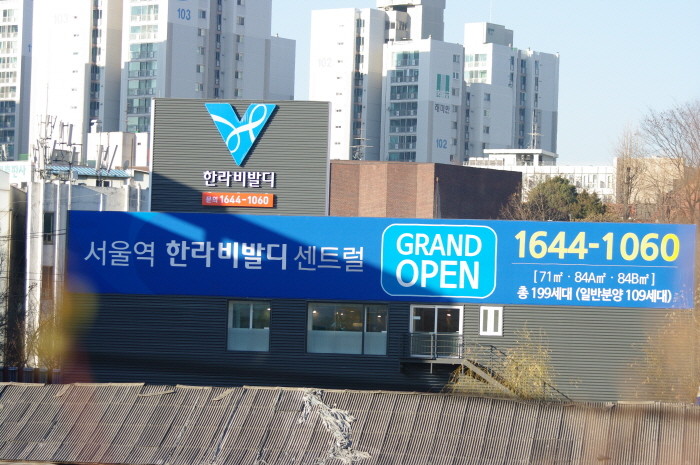 103
한라비발디
문의 1644-1060
102
서울역 한라비발디 센트럴
GRAND
OPEN
1644-1060
[ 71㎡ · 84A㎡ · 84B㎡ ]
총 199세대 (일반분양 109세대)